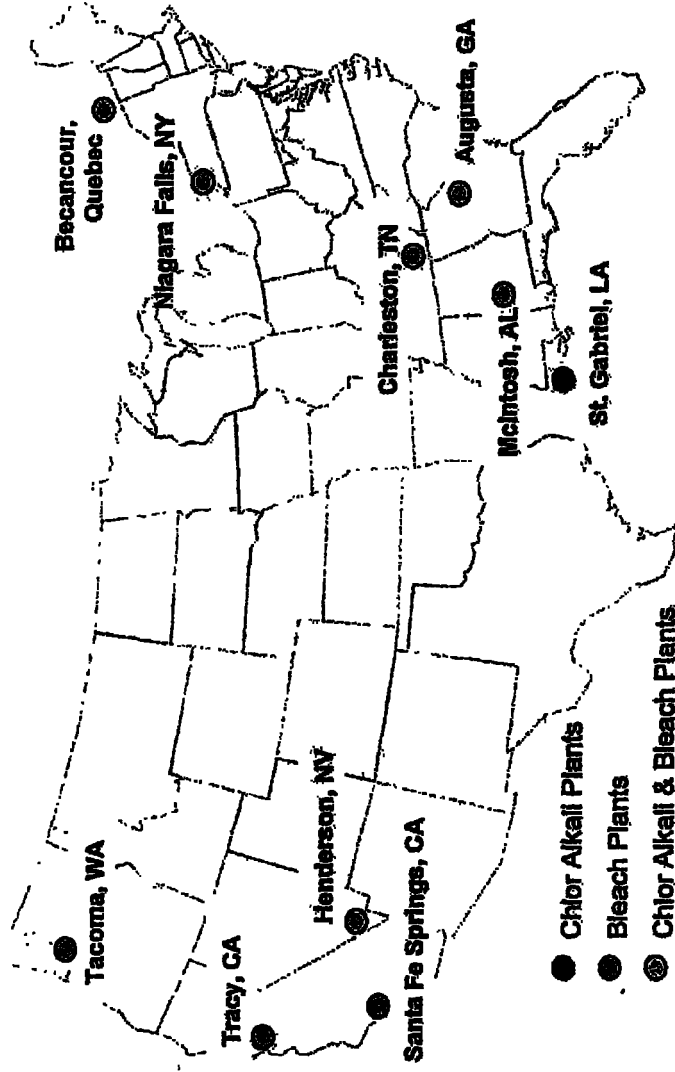 Becancour,
Quebec
Niagara Falls, NY
Tacoma, WA
Augusta, GA
Charleston, TN
Tracy, CA
Henderson, NV
McIntosh, AL
Santa Fe Springs, CA
St. Gabriel, LA
Chlor Alkali Plants
Bleach Plants
Chlor Alkali & Bleach Plants